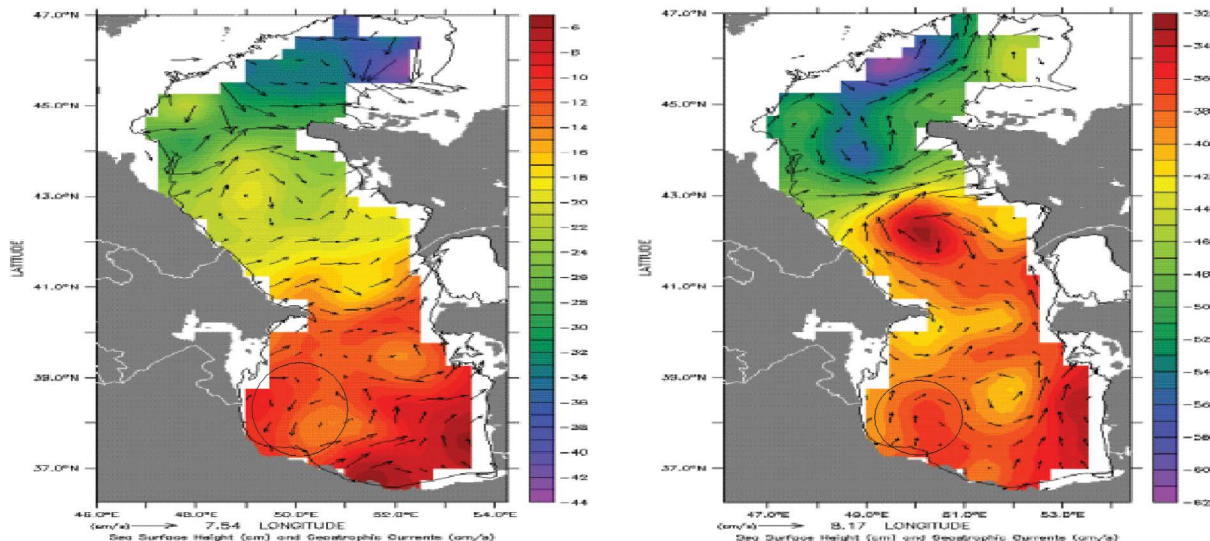 47.0°N
45.0°N
43.0°N
41.0°N
39.0°N
37.0°N
LATITUDE
46.0°E 48.0°E 50.0°E 52.0°E 54.0°E
(cm/s) 7.54 LONGITUDE
Sea Surface Height (cm) and Geostrophic Currents (cm/s)
-6
-8
-10
-12
-14
-16
-18
-20
-22
-24
-26
-28
-30
-32
-34
-36
-38
-40
-42
-44
47.0°N
45.0°N
43.0°N
41.0°N
39.0°N
37.0°N
LATITUDE
47.0°E 49.0°E 51.0°E 53.0°E
(cm/s) 8.17 LONGITUDE
Sea Surface Height (cm) and Geostrophic Currents (cm/s)
-32
-34
-36
-38
-40
-42
-44
-46
-48
-50
-52
-54
-56
-58
-60
-62